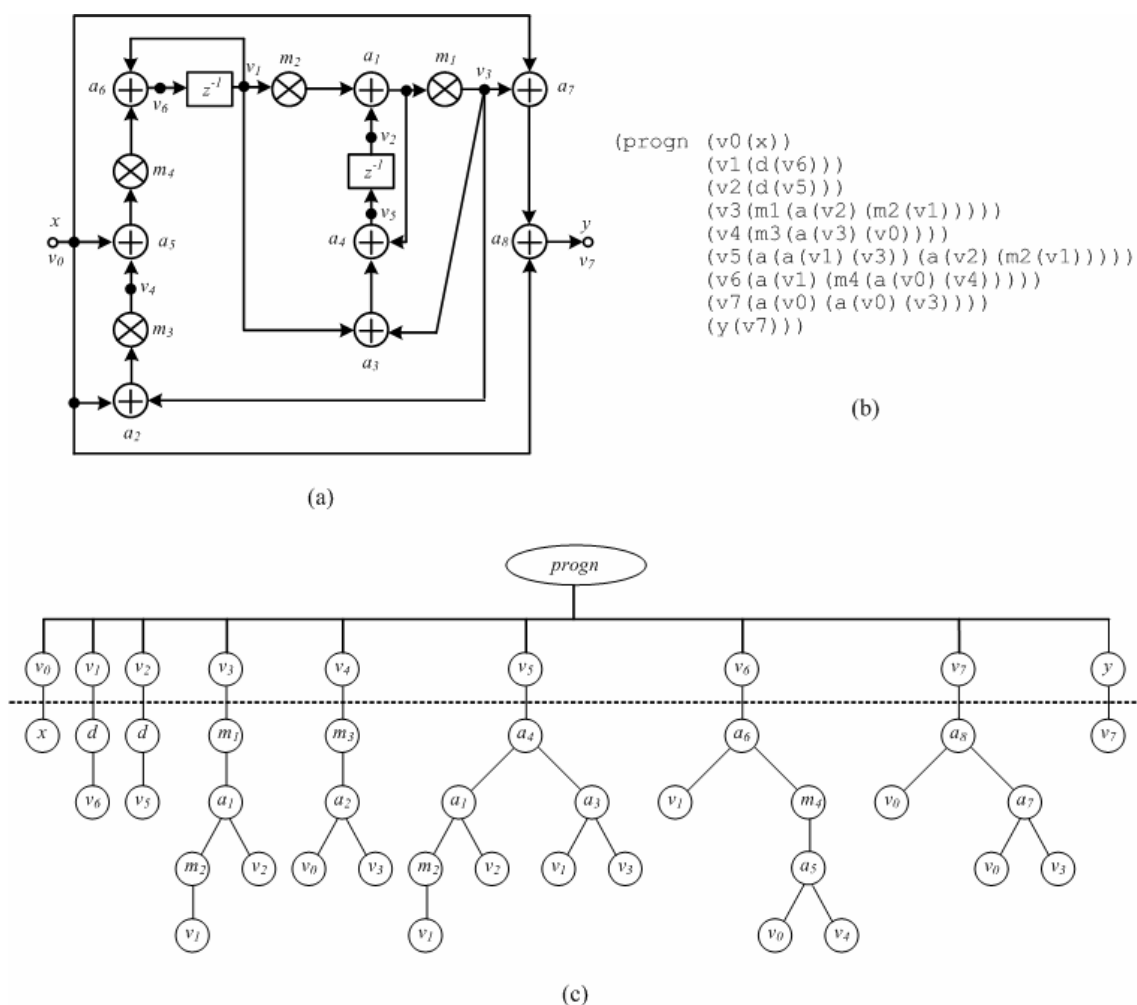 m2
a1
m1
v1
v3
a6
z-1
a7
v6
v2
m4
z-1
(progn (v0(x))
(v1(d(v6)))
(v2(d(v5)))
(v3(m1(a(v2)(m2(v1)))))
(v4(m3(a(v3)(v0))))
(v5(a(a(v1)(v3))(a(v2)(m2(v1)))))
(v6(a(v1)(m4(a(v0)(v4)))))
(v7(a(v0)(a(v0)(v3))))
(y(v7)))
x
v5
y
a5
a4
a8
v0
v7
v4
m3
a3
a2
(b)
(a)
progn
v0 v1 v2 v3 v4 v5 v6 v7 y
x d d m1 m3 a4 a6 a8 v7
v6 v5 a1 a2 a1 a3 v1 m4 v0 a7
m2 v2 v0 v3 m2 v2 v1 v3 a5 v0 v3
v1 v1 v0 v4
(c)